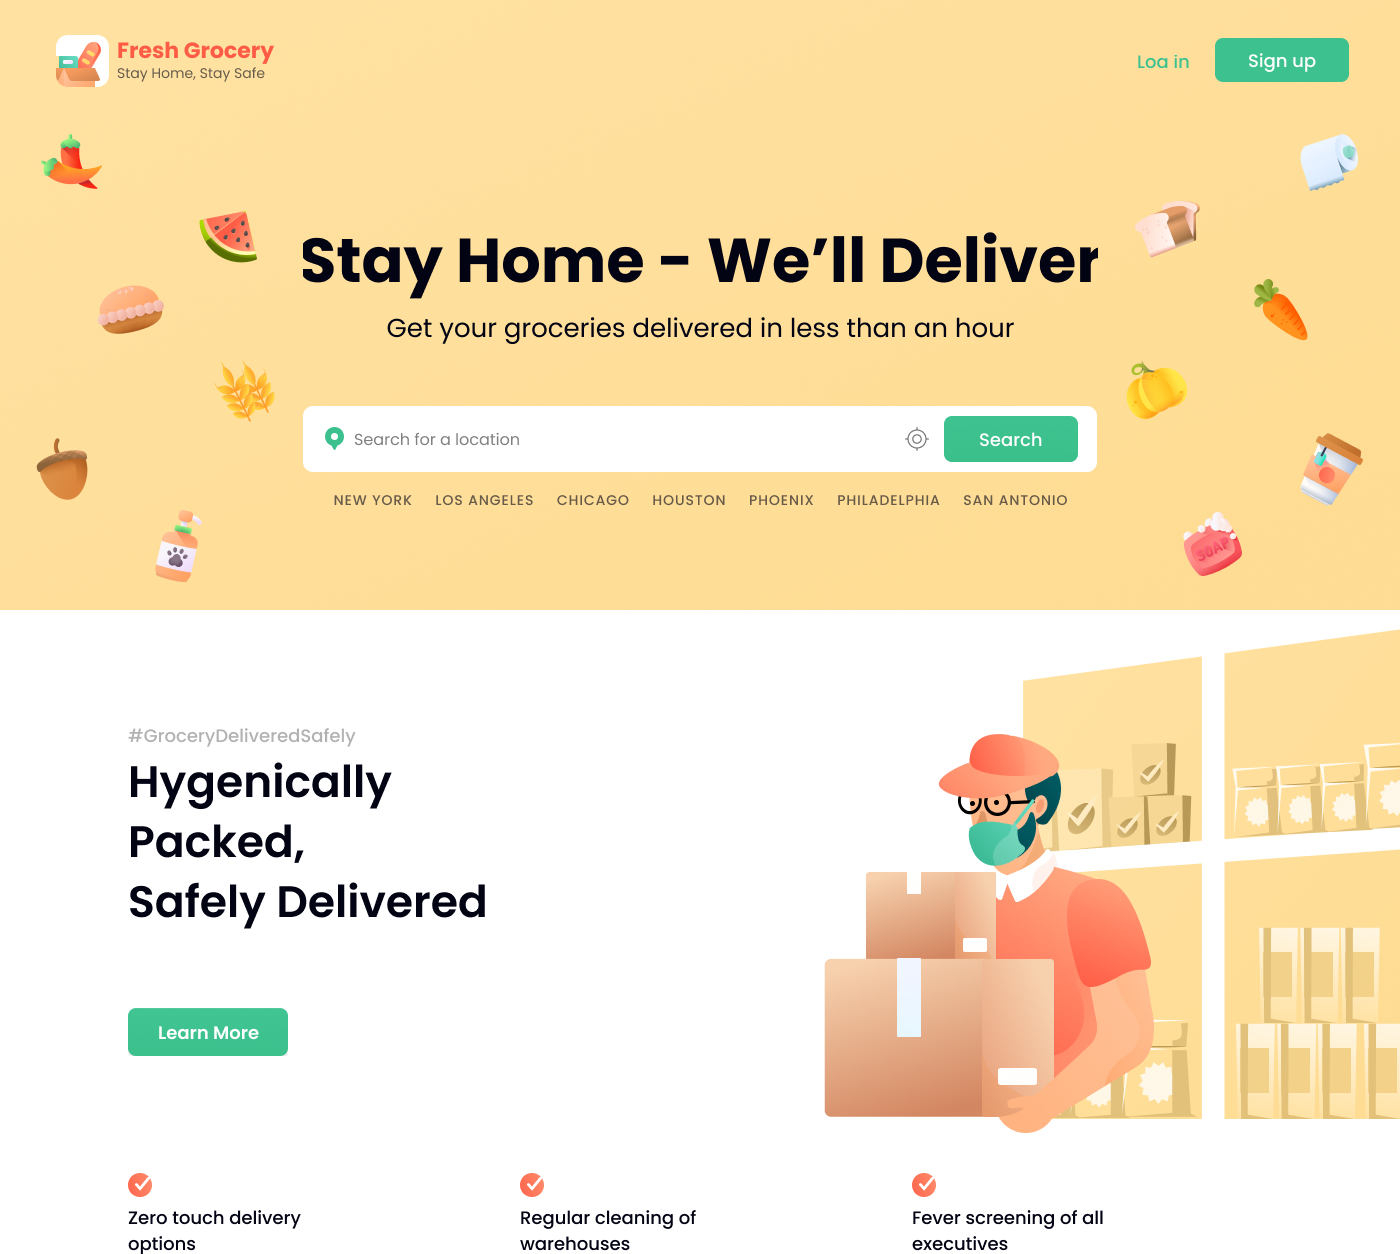 Fresh Grocery
Stay Home, Stay Safe
Loa in
Sign up
Stay Home - We’ll Deliver
Get your groceries delivered in less than an hour
Search for a location
Search
NEW YORK LOS ANGELES CHICAGO HOUSTON PHOENIX PHILADELPHIA SAN ANTONIO
SOAP
#GroceryDeliveredSafely
Hygenically
Packed,
Safely Delivered
Learn More
Zero touch delivery
options
Regular cleaning of
warehouses
Fever screening of all
executives